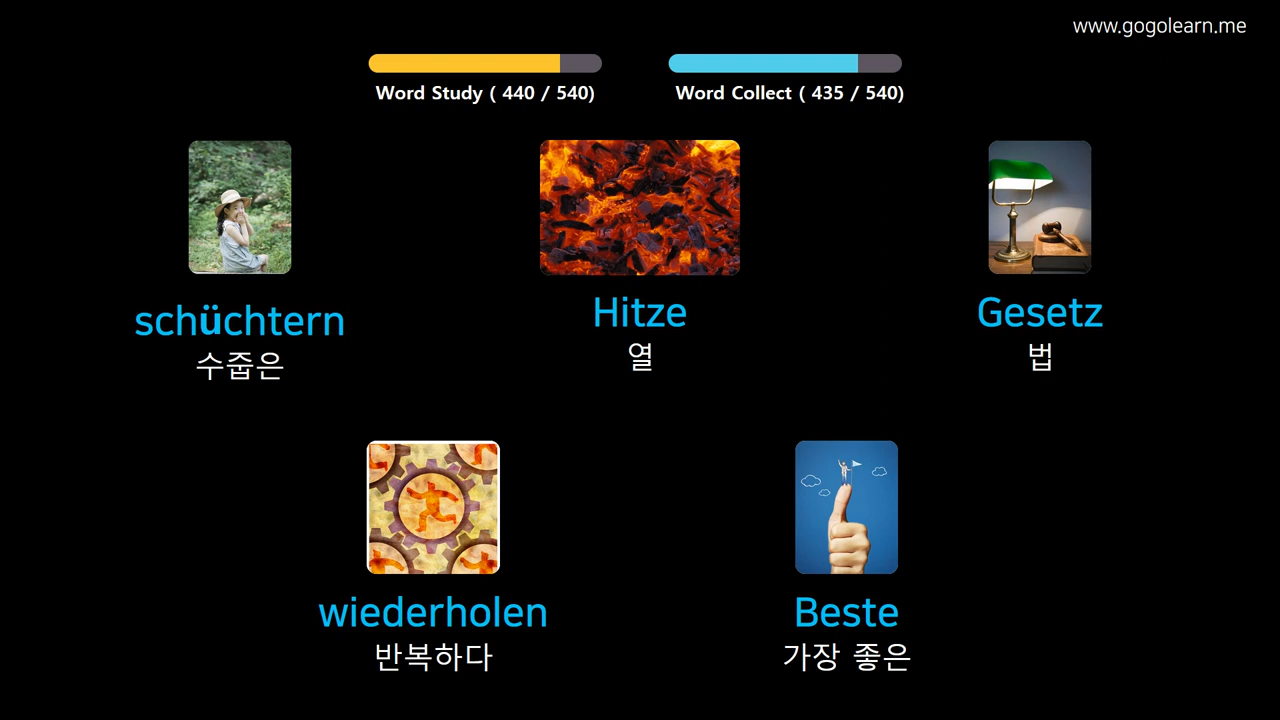 www.gogolearn.me
Word Study ( 440 / 540)
Word Collect ( 435 / 540)
schüchtern
수줍은
Hitze
열
Gesetz
법
wiederholen
반복하다
Beste
가장 좋은